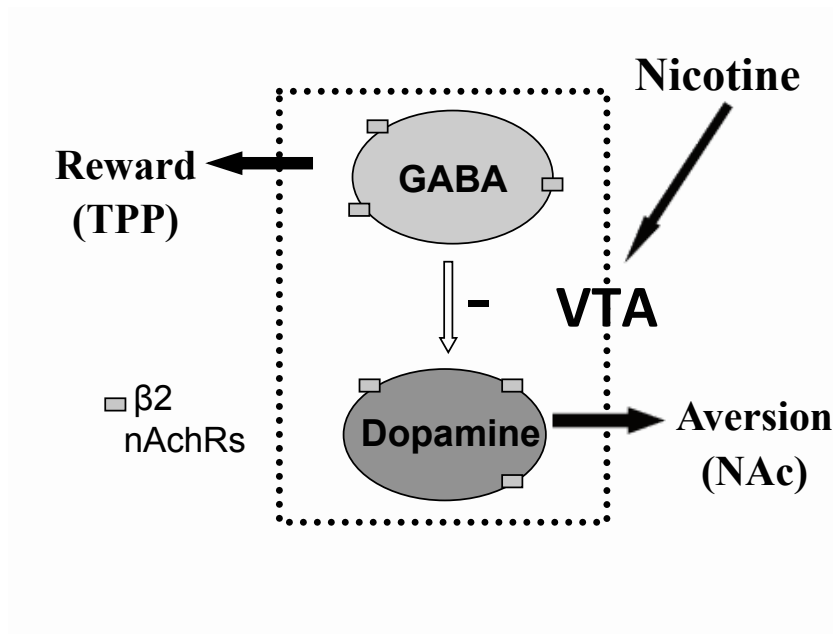 Nicotine
Reward
(TPP)
GABA
-
VTA
β2
nAchRs
Dopamine
Aversion
(NAc)